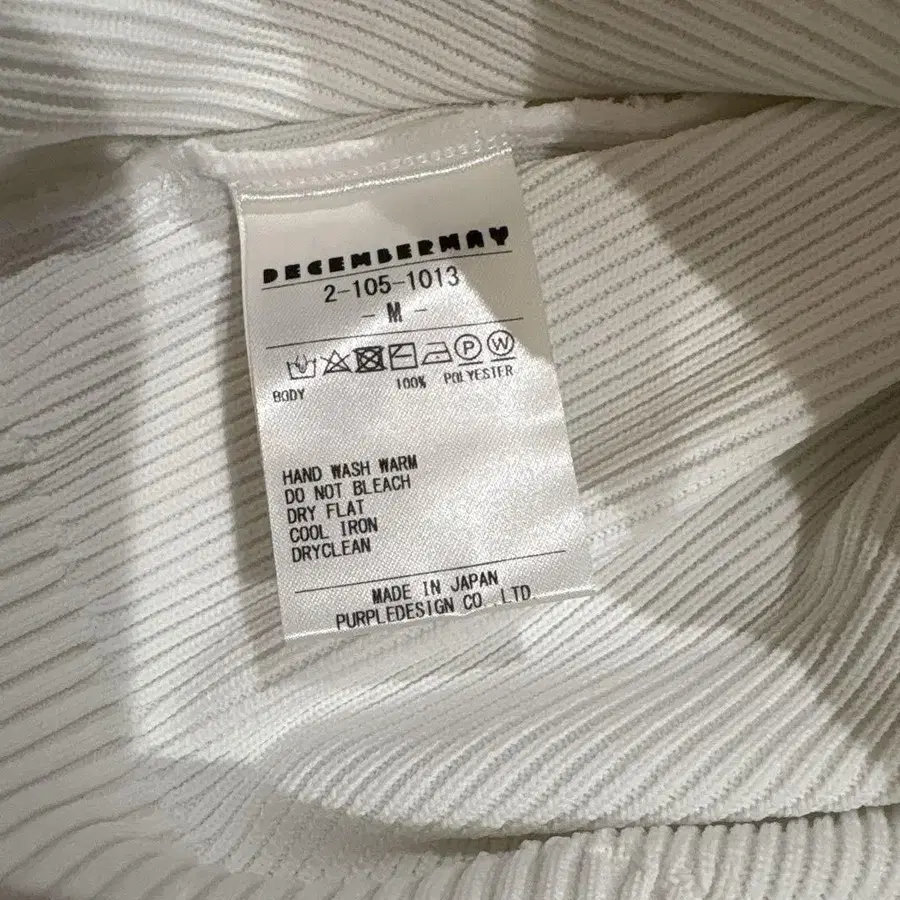 DECEMBERMAY
2-105-1013
- M -
P W
BODY 100% POLYESTER
HAND WASH WARM
DO NOT BLEACH
DRY FLAT
COOL IRON
DRYCLEAN
MADE IN JAPAN
PURPLEDESIGN CO.,LTD.